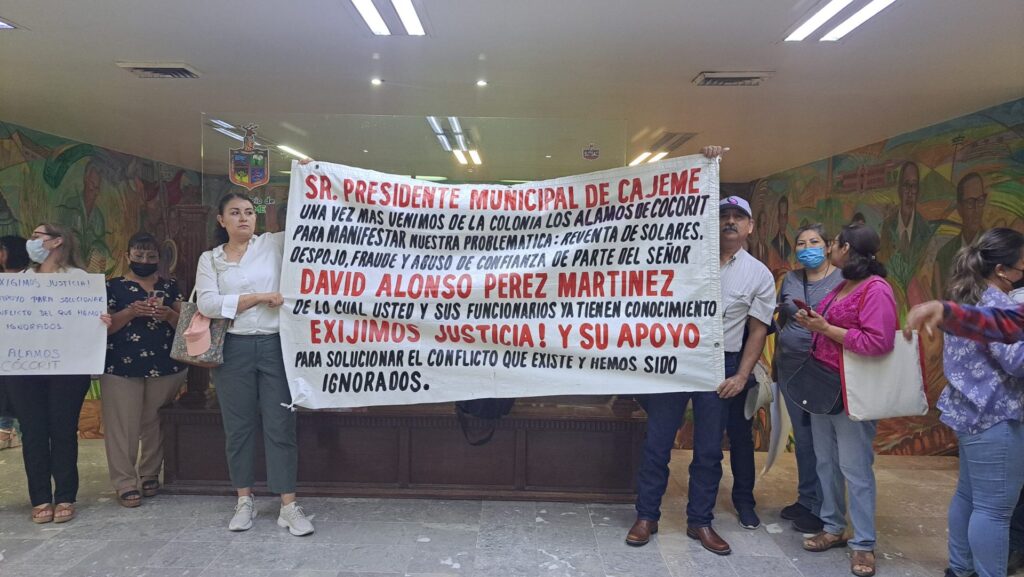 SR. PRESIDENTE MUNICIPAL DE CAJEME
UNA VEZ MAS VENIMOS DE LA COLONIA LOS ALAMOS DE COCORIT
PARA MANIFESTAR NUESTRA PROBLEMATICA: REVENTA DE SOLARES,
DESPOJO, FRAUDE Y ABUSO DE CONFIANZA DE PARTE DEL SEÑOR
DAVID ALONSO PEREZ MARTINEZ
DE LO CUAL USTED Y SUS FUNCIONARIOS YA TIENEN CONOCIMIENTO
EXIJIMOS JUSTICIA! Y SU APOYO
PARA SOLUCIONAR EL CONFLICTO QUE EXISTE Y HEMOS SIDO
IGNORADOS.
EXIGIMOS JUSTICIA!
APOYO PARA SOLUCIONAR
CONFLICTO DEL QUE HEMOS
IGNORADOS.
ALAMOS
CÓCORIT